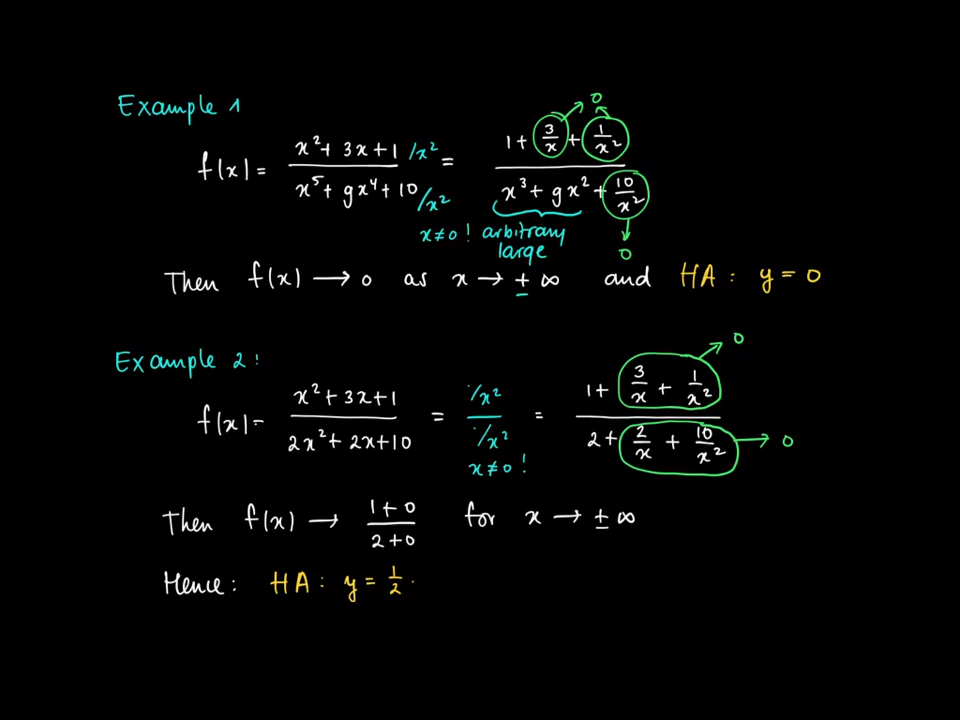 Example 1
f(x) = (x² + 3x + 1)/(x⁵ + 9x⁴ + 10) /x² /x² x ≠ 0 ! = (1 + 3/x + 1/x²)/(x³ + 9x² + 10/x²) → 0 → 0
arbitrary
large
Then f(x) → 0 as x → ± ∞ and HA : y = 0
Example 2 :
f(x) = (x² + 3x + 1)/(2x² + 2x + 10) = /x² /x² x ≠ 0 ! = (1 + 3/x + 1/x²)/(2 + 2/x + 10/x²) → 0 → 0
Then f(x) → (1 + 0)/(2 + 0) for x → ± ∞
Hence : HA : y = 1/2 .